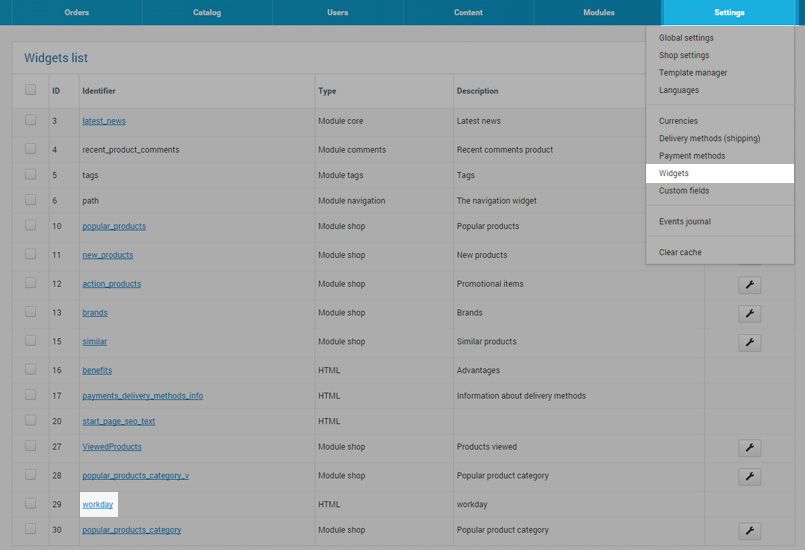 Orders Catalog Users Content Modules Settings
Widgets list
ID Identifier Type Description
3 latest_news Module core Latest news
4 recent_product_comments Module comments Recent comments product
5 tags Module tags Tags
6 path Module navigation The navigation widget
10 popular_products Module shop Popular products
11 new_products Module shop New products
12 action_products Module shop Promotional items
13 brands Module shop Brands
15 similar Module shop Similar products
16 benefits HTML Advantages
17 payments_delivery_methods_info HTML Information about delivery methods
20 start_page_seo_text HTML
27 ViewedProducts Module shop Products viewed
28 popular_products_category_v Module shop Popular product category
29 workday HTML workday
30 popular_products_category Module shop Popular product category
Global settings
Shop settings
Template manager
Languages
Currencies
Delivery methods (shipping)
Payment methods
Widgets
Custom fields
Events journal
Clear cache